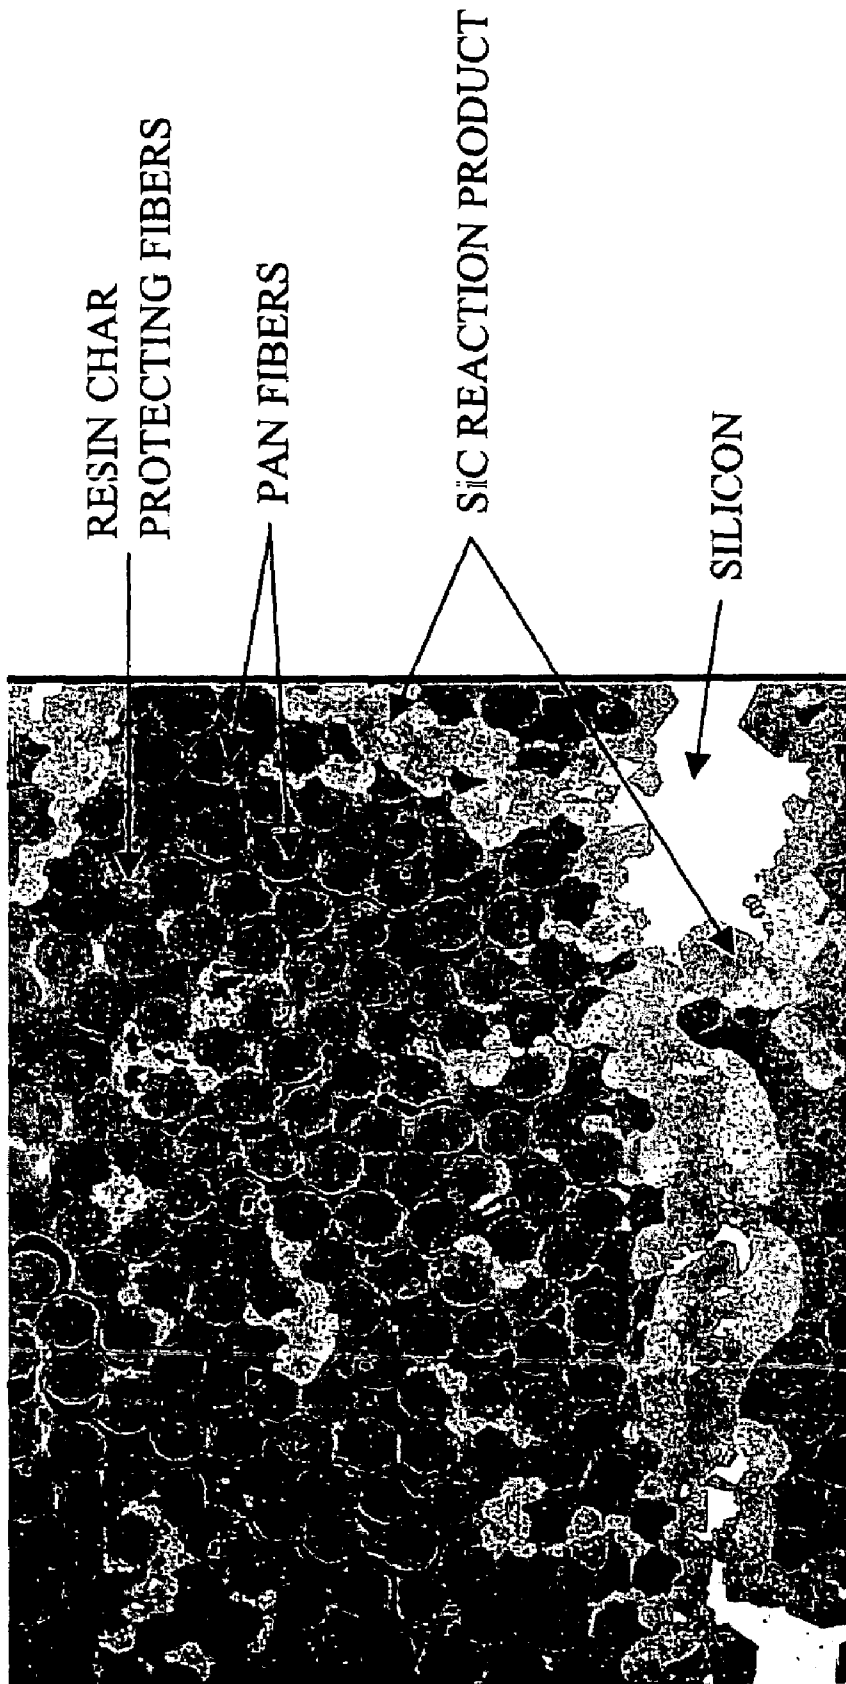 RESIN CHAR
PROTECTING FIBERS
PAN FIBERS
SiC REACTION PRODUCT
SILICON